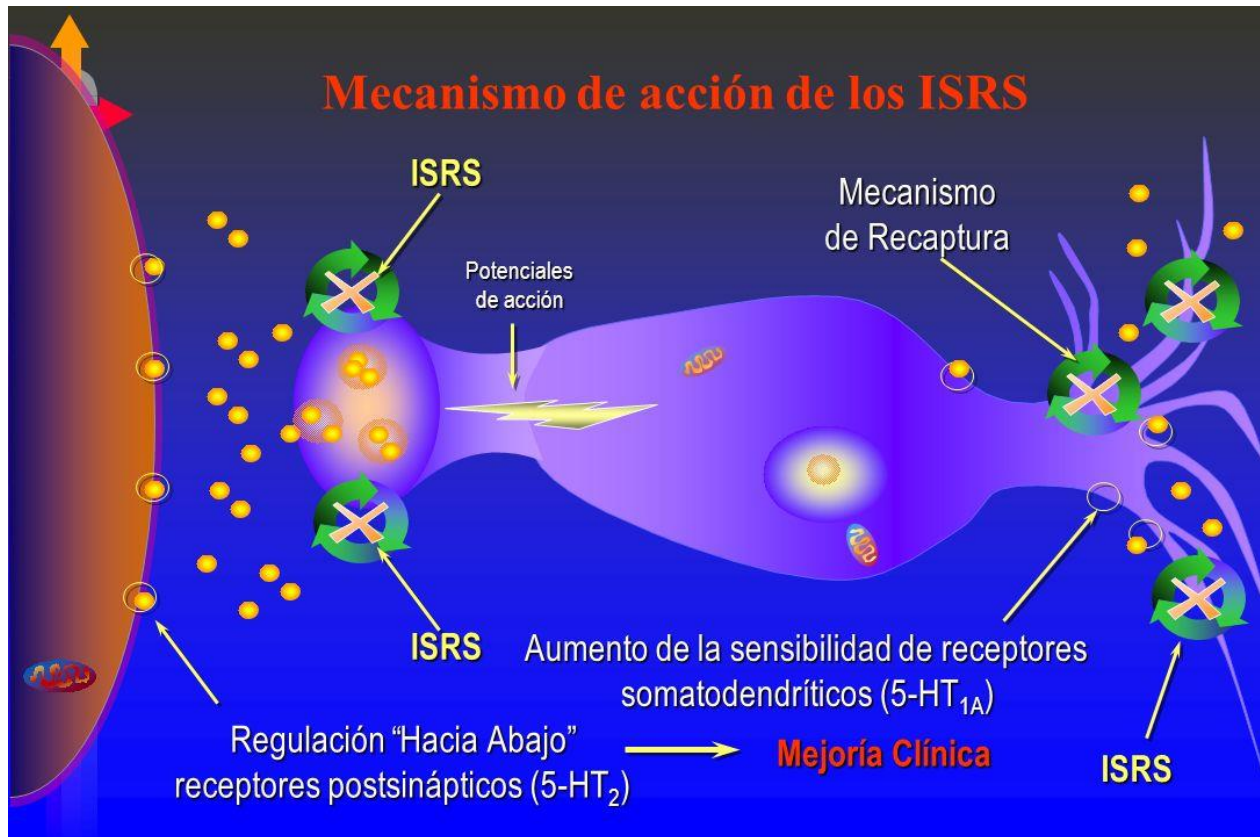 Mecanismo de acción de los ISRS
ISRS
Mecanismo
de Recaptura
Potenciales
de acción
ISRS
Aumento de la sensibilidad de receptores
somatodendríticos (5-HT1A)
Regulación “Hacia Abajo”
receptores postsinápticos (5-HT2)
Mejoría Clínica
ISRS